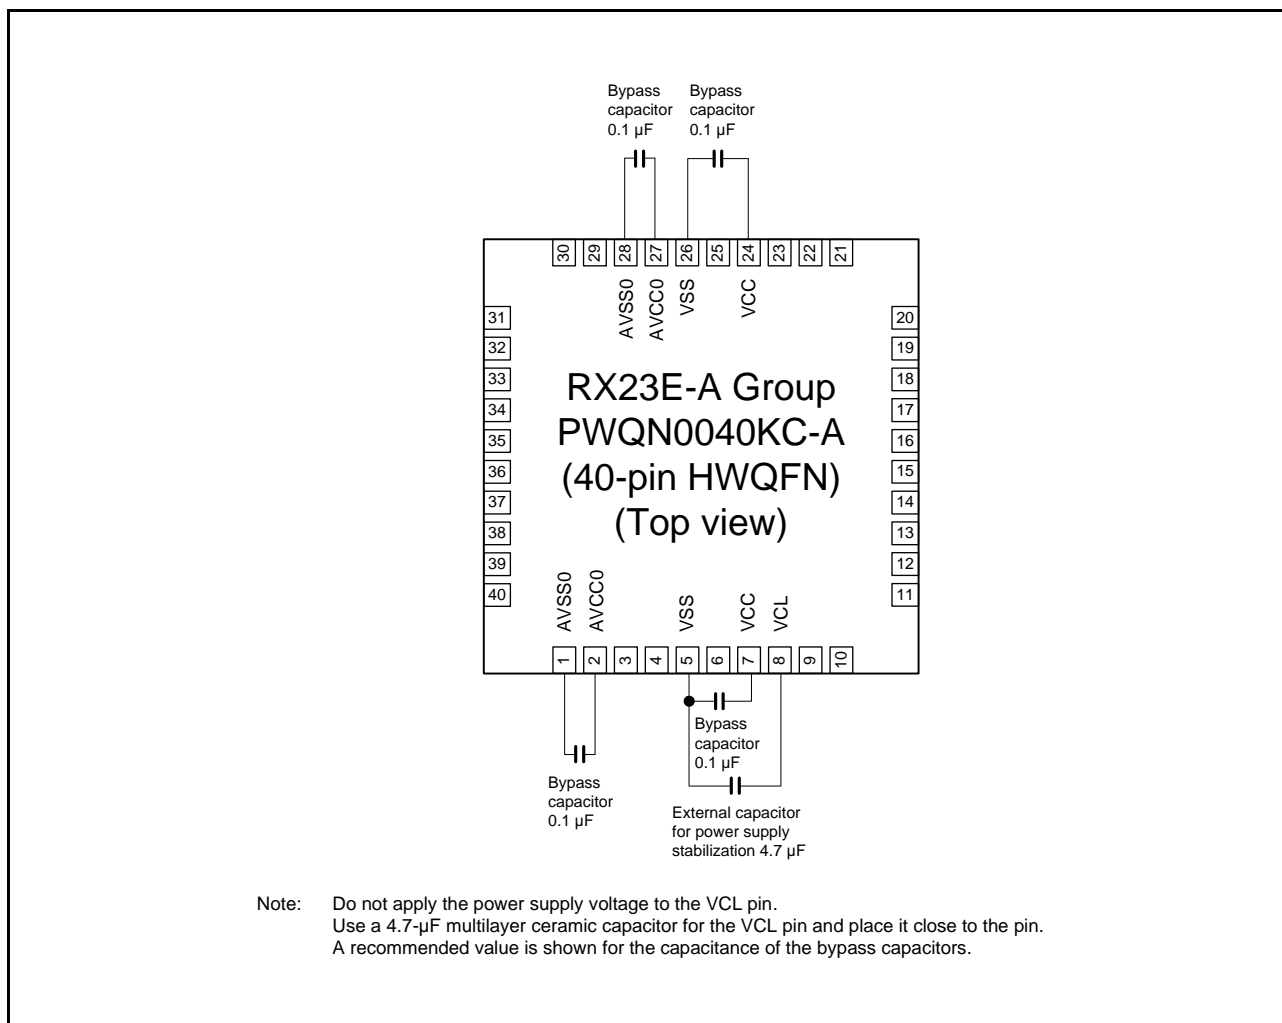 Bypass
capacitor
0.1 µF
Bypass
capacitor
0.1 µF
30 29 28 27 26 25 24 23 22 21
AVSS0 AVCC0 VSS VCC
31
32
33
34
35
36
37
38
39
40
20
19
18
17
16
15
14
13
12
11
RX23E-A Group
PWQN0040KC-A
(40-pin HWQFN)
(Top view)
AVSS0 AVCC0 VSS VCC VCL
1 2 3 4 5 6 7 8 9 10
Bypass
capacitor
0.1 µF
Bypass
capacitor
0.1 µF
External capacitor
for power supply
stabilization 4.7 µF
Note: Do not apply the power supply voltage to the VCL pin.
Use a 4.7-µF multilayer ceramic capacitor for the VCL pin and place it close to the pin.
A recommended value is shown for the capacitance of the bypass capacitors.